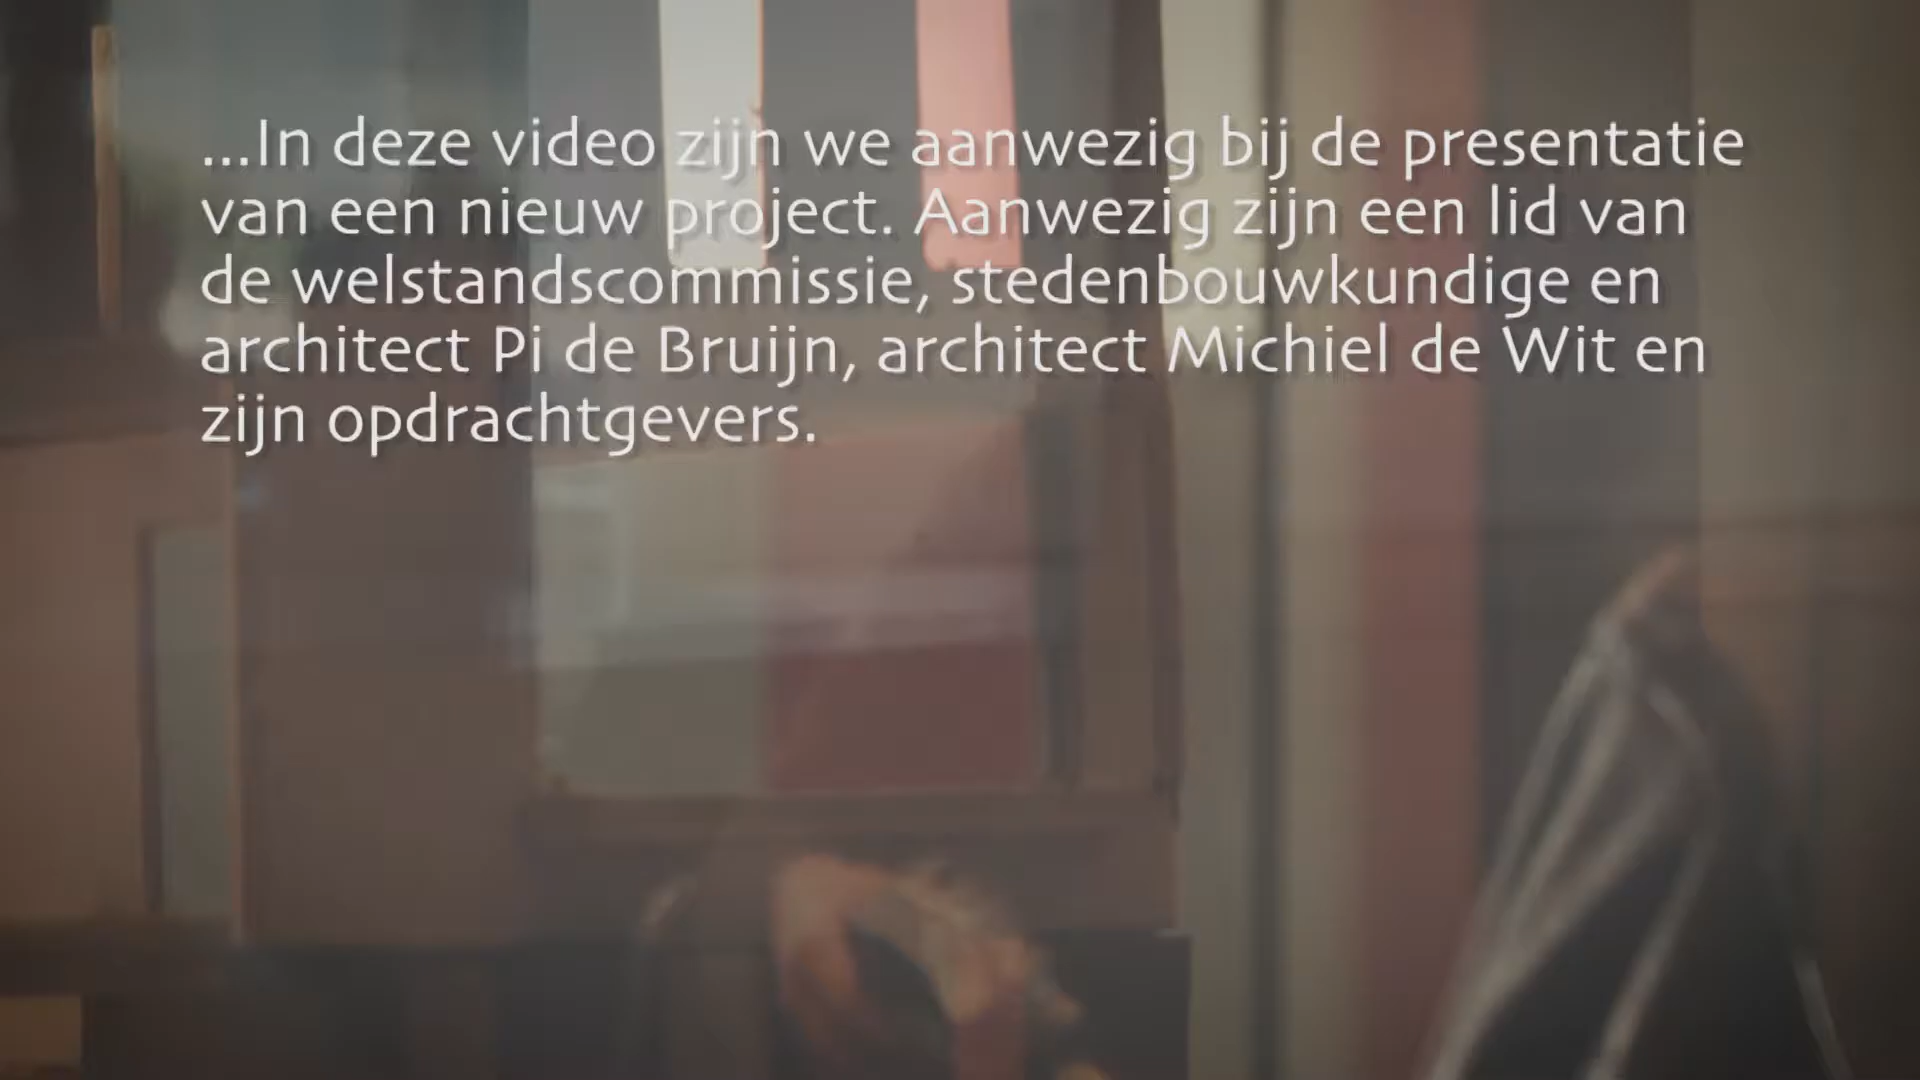 ...In deze video zijn we aanwezig bij de presentatie
van een nieuw project. Aanwezig zijn een lid van
de welstandscommissie, stedenbouwkundige en
architect Pi de Bruijn, architect Michiel de Wit en
zijn opdrachtgevers.